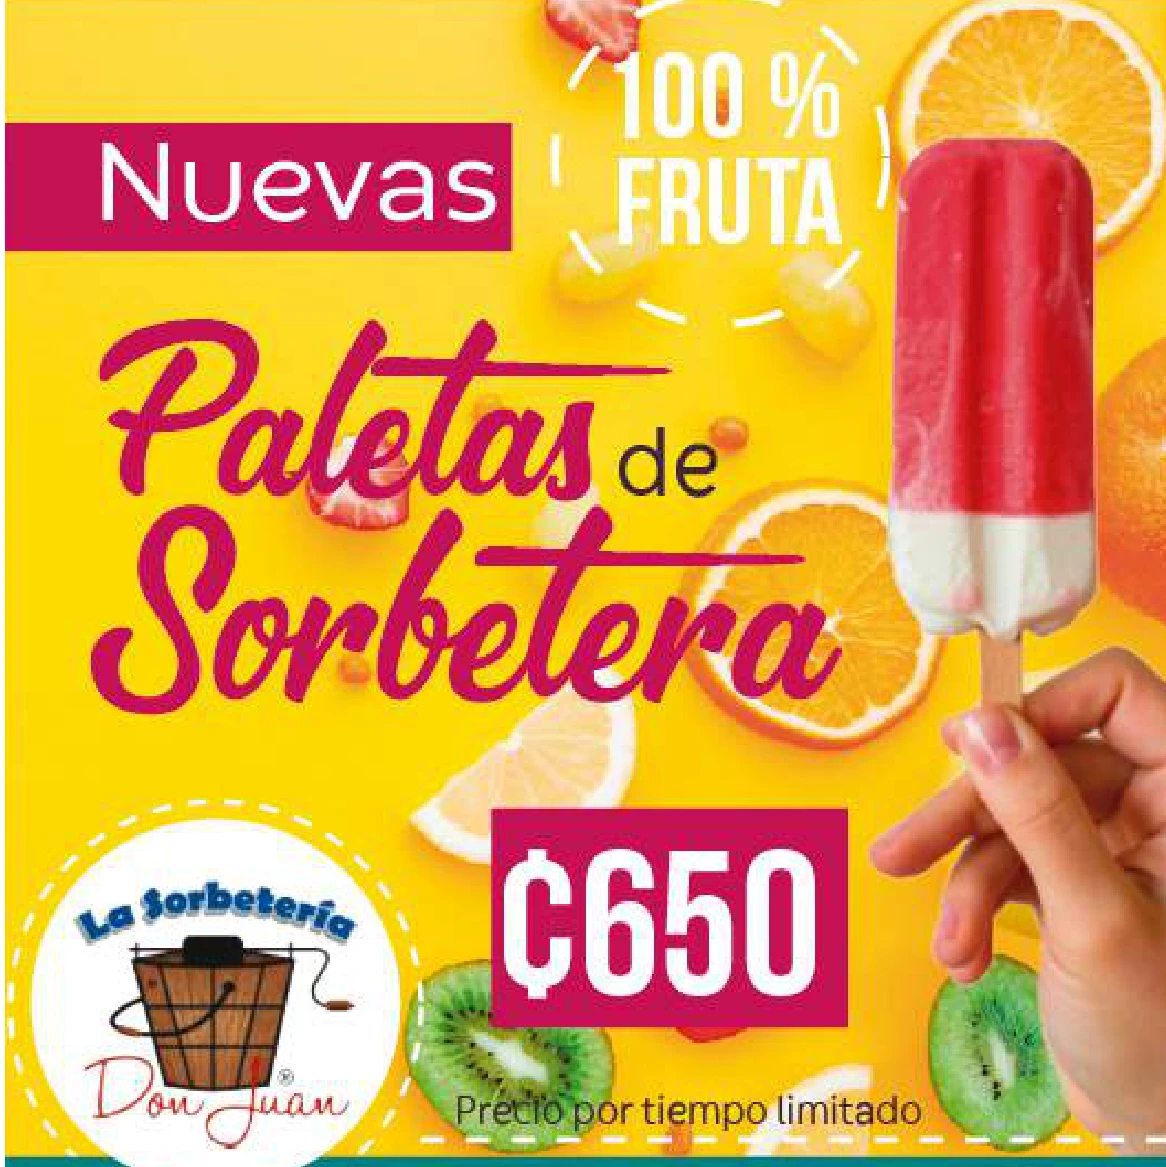 100 %
FRUTA
Nuevas
Paletas de
Sorbetera
₵650
La Sorbetería
Don Juan
®
Precio por tiempo limitado